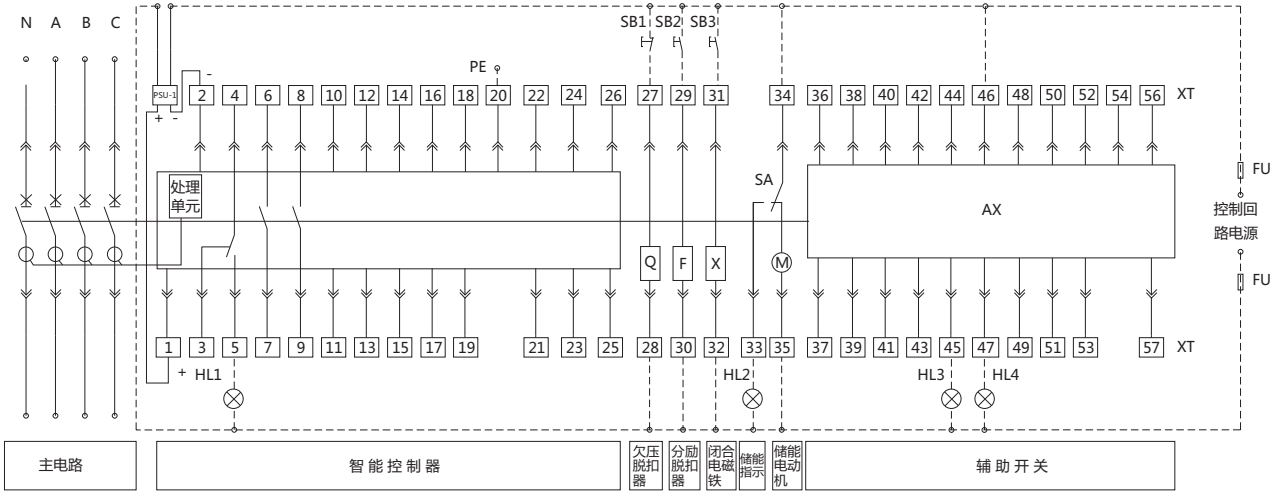 N A B C
SB1 SB2 SB3
PE
PSU-1
-
2 4 6 8 10 12 14 16 18 20 22 24 26 27 29 31 34 36 38 40 42 44 46 48 50 52 54 56 XT
+ -
FU
处理
单元
SA
AX
控制回
路电源
Q F X M
FU
1 3 5 7 9 11 13 15 17 19 21 23 25 28 30 32 33 35 37 39 41 43 45 47 49 51 53 57 XT
+ HL1 HL2 HL3 HL4
主电路
智能控制器
欠压
脱扣
器
分励
脱扣
器
闭合
电磁
铁
储能
指示
储能
电动
机
辅助开关